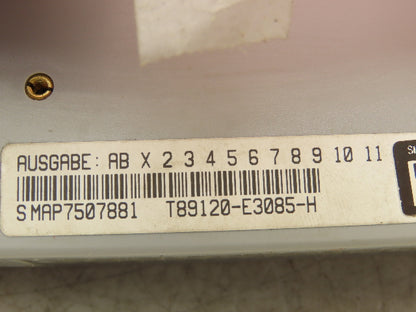 AUSGABE: AB X 2 3 4 5 6 7 8 9 10 11
S MAP7507881 T89120-E3085-H